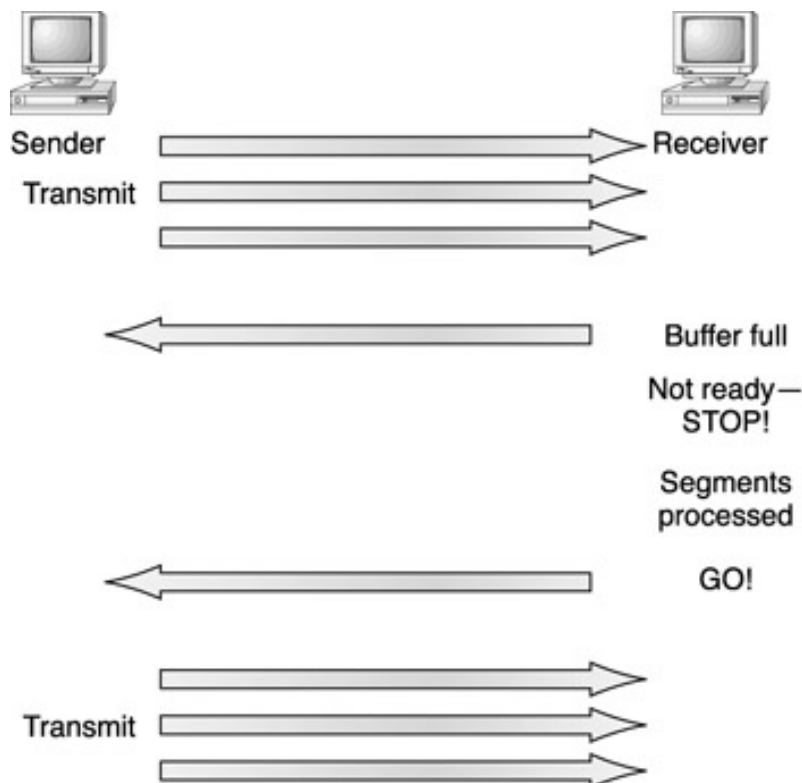 Sender
Receiver
Transmit
Buffer full
Not ready—
STOP!
Segments
processed
GO!
Transmit